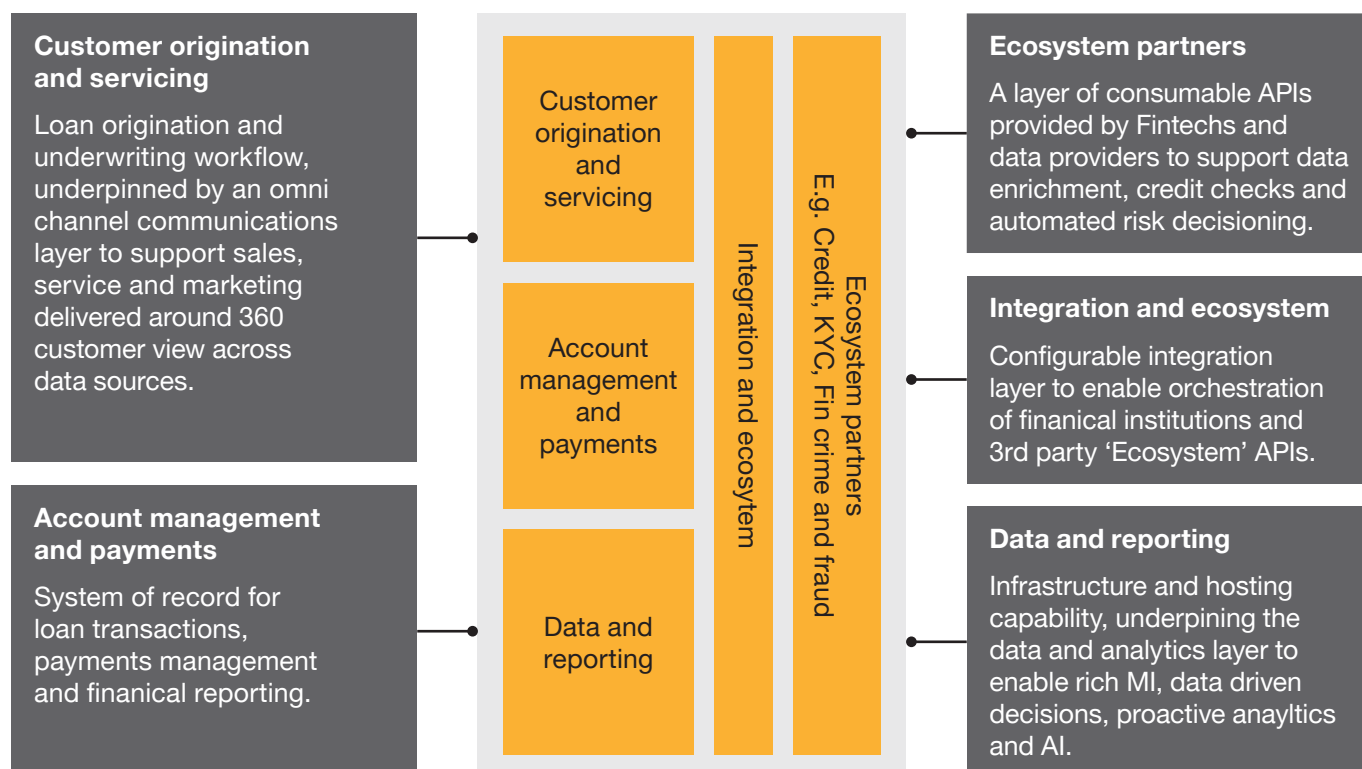 Customer origination
and servicing
Loan origination and
underwriting workflow,
underpinned by an omni
channel communications
layer to support sales,
service and marketing
delivered around 360
customer view across
data sources.
Account management
and payments
System of record for
loan transactions,
payments management
and finanical reporting.
Customer
origination
and
servicing
Account
management
and
payments
Data and
reporting
Integration and ecosytem
Ecosystem partners
E.g. Credit, KYC, Fin crime and fraud
Ecosystem partners
A layer of consumable APIs
provided by Fintechs and
data providers to support data
enrichment, credit checks and
automated risk decisioning.
Integration and ecosystem
Configurable integration
layer to enable orchestration
of finanical institutions and
3rd party ‘Ecosystem’ APIs.
Data and reporting
Infrastructure and hosting
capability, underpining the
data and analytics layer to
enable rich MI, data driven
decisions, proactive anayltics
and AI.